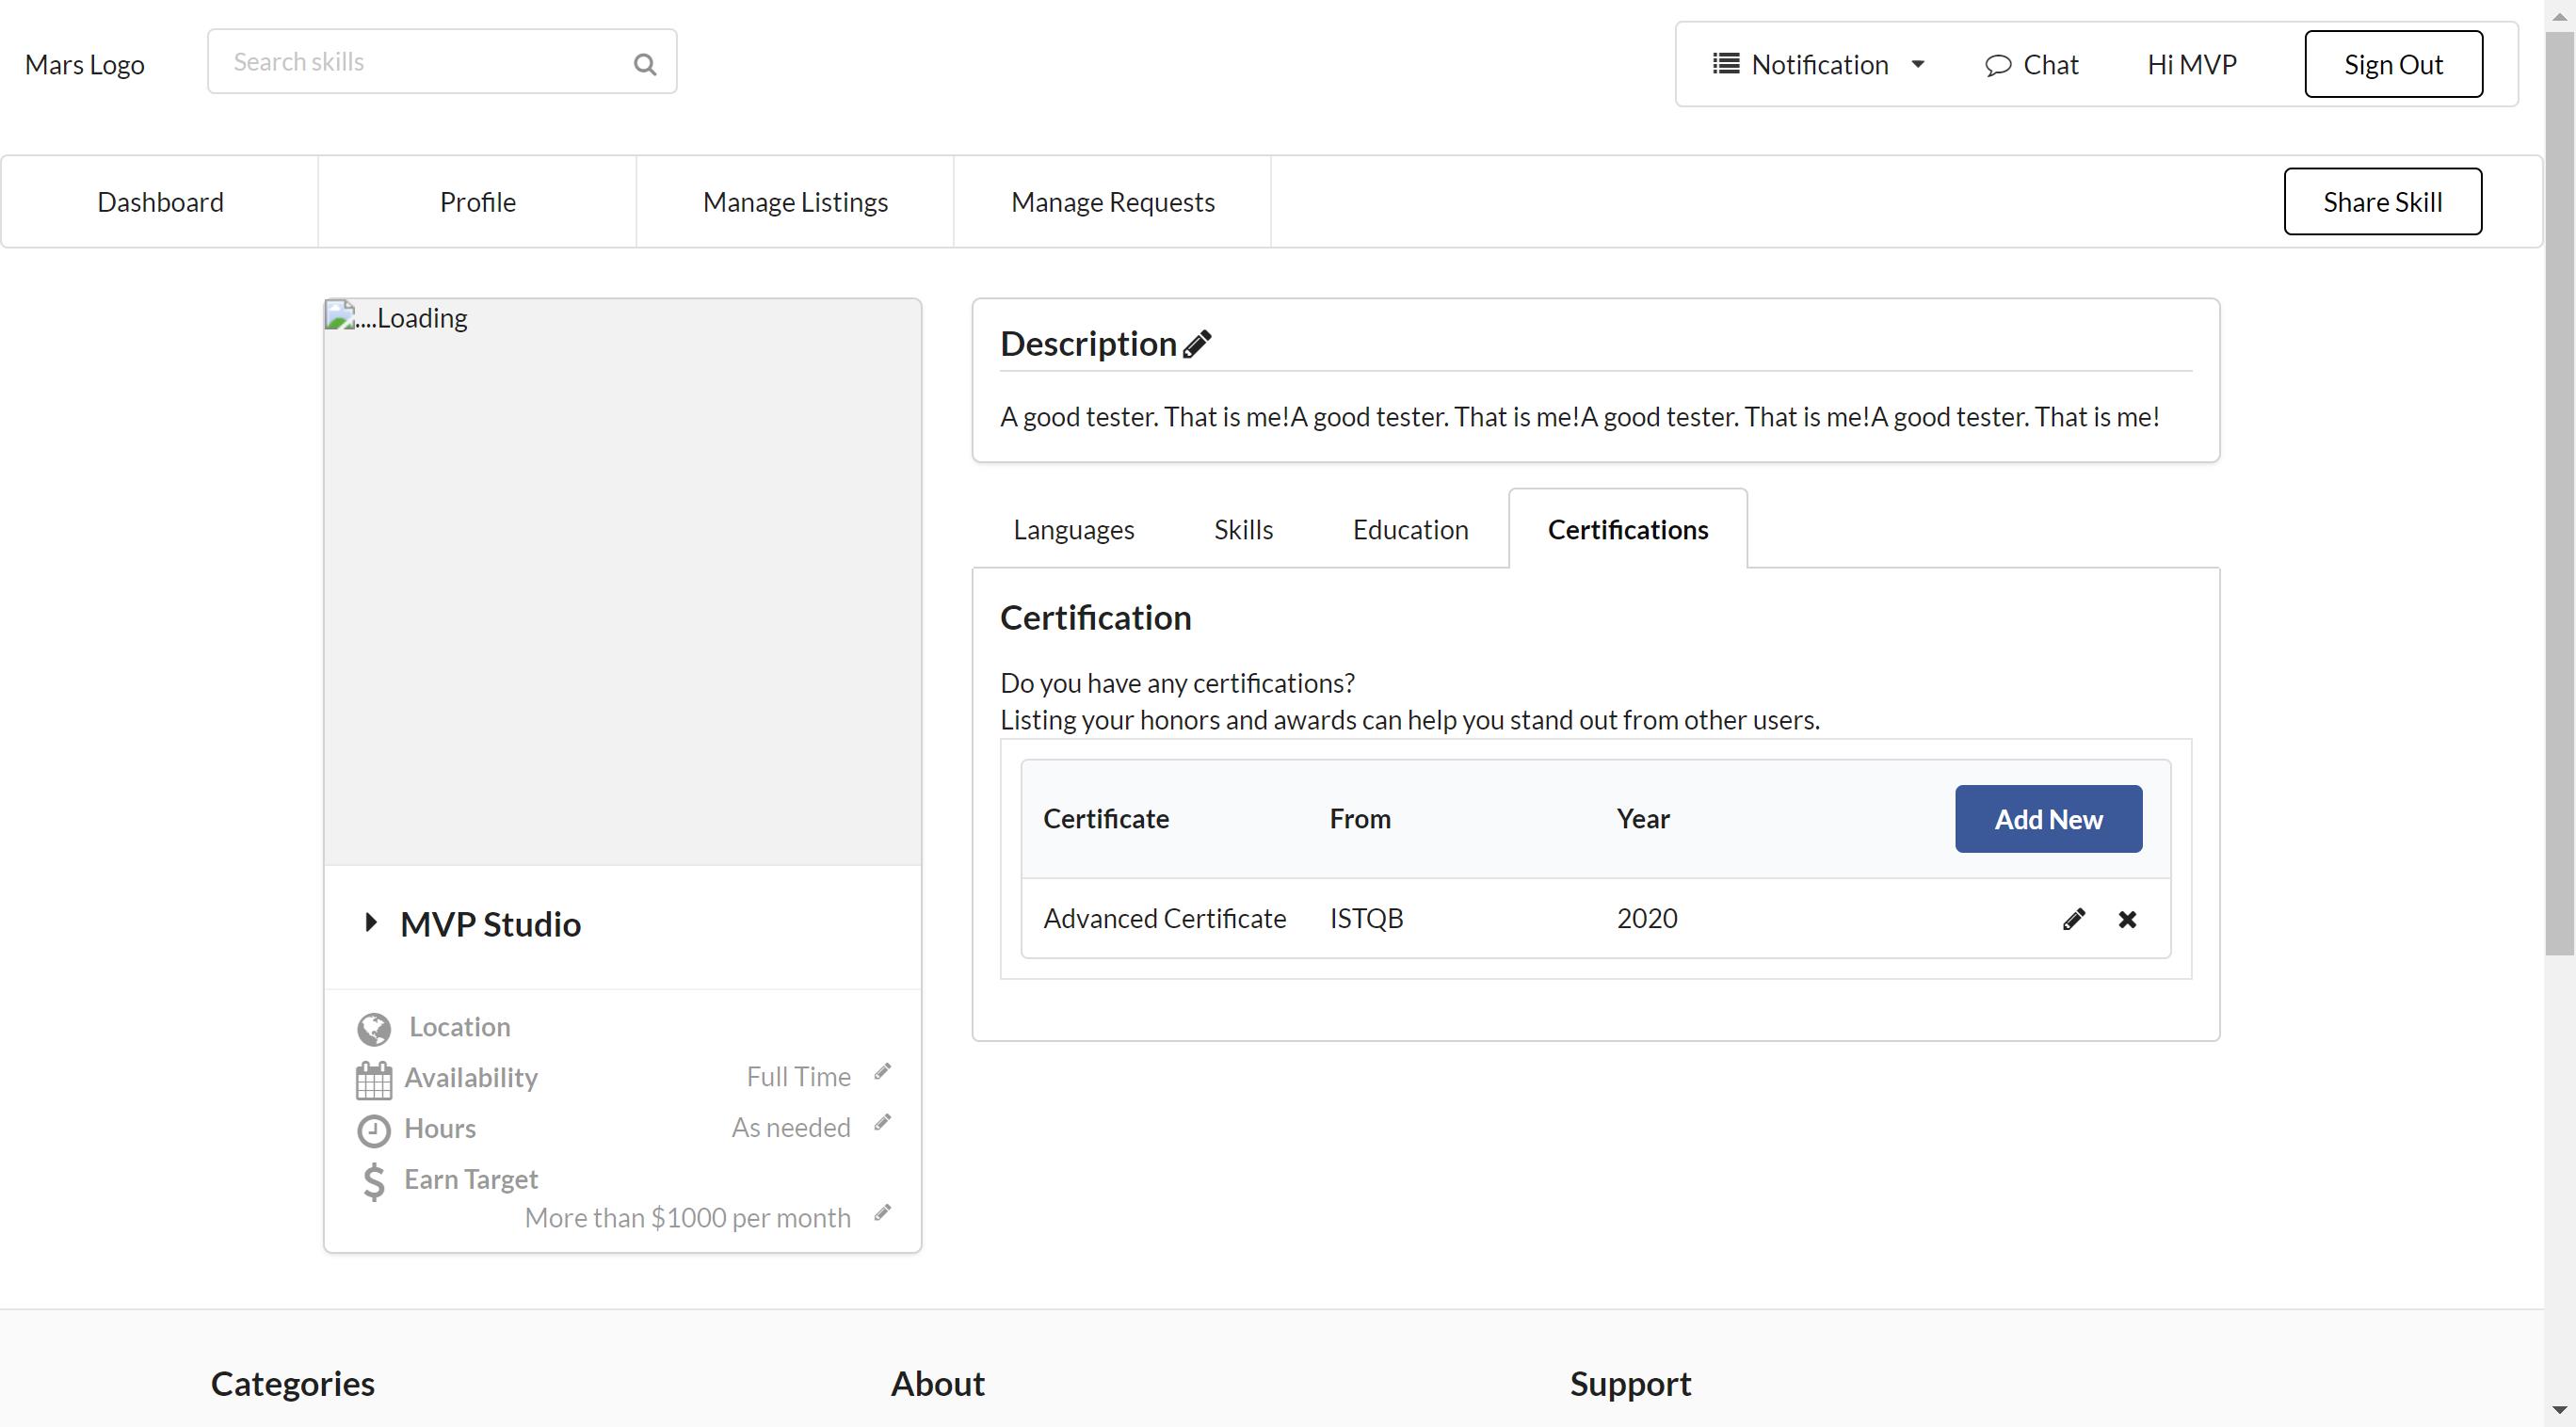 Mars Logo
Search skills
Notification
Chat
Hi MVP
Sign Out
Dashboard
Profile
Manage Listings
Manage Requests
Share Skill
....Loading
MVP Studio
Location
Availability
Full Time
Hours
As needed
Earn Target
More than $1000 per month
Description
A good tester. That is me!A good tester. That is me!A good tester. That is me!A good tester. That is me!
Languages
Skills
Education
Certifications
Certification
Do you have any certifications?
Listing your honors and awards can help you stand out from other users.
Certificate
From
Year
Add New
Advanced Certificate
ISTQB
2020
Categories
About
Support